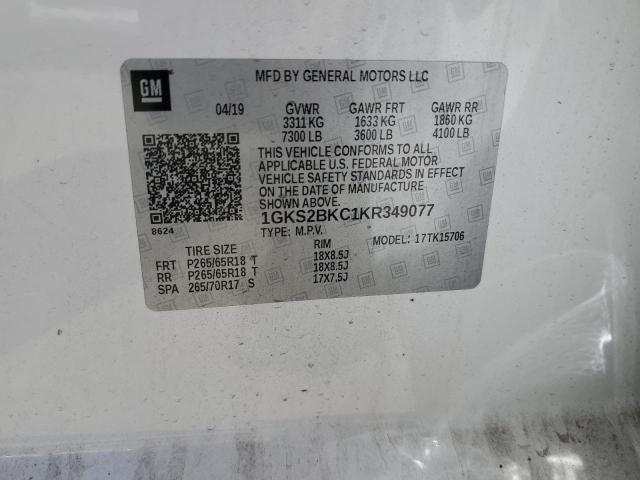 GM
MFD BY GENERAL MOTORS LLC
04/19 GVWR GAWR FRT GAWR RR
3311 KG 1633 KG 1860 KG
7300 LB 3600 LB 4100 LB
THIS VEHICLE CONFORMS TO ALL
APPLICABLE U.S. FEDERAL MOTOR
VEHICLE SAFETY STANDARDS IN EFFECT
ON THE DATE OF MANUFACTURE
SHOWN ABOVE.
1GKS2BKC1KR349077
8624
TYPE: M.P.V. MODEL: 17TK15706
TIRE SIZE RIM
FRT P265/65R18 T 18X8.5J
RR P265/65R18 T 18X8.5J
SPA 265/70R17 S 17X7.5J